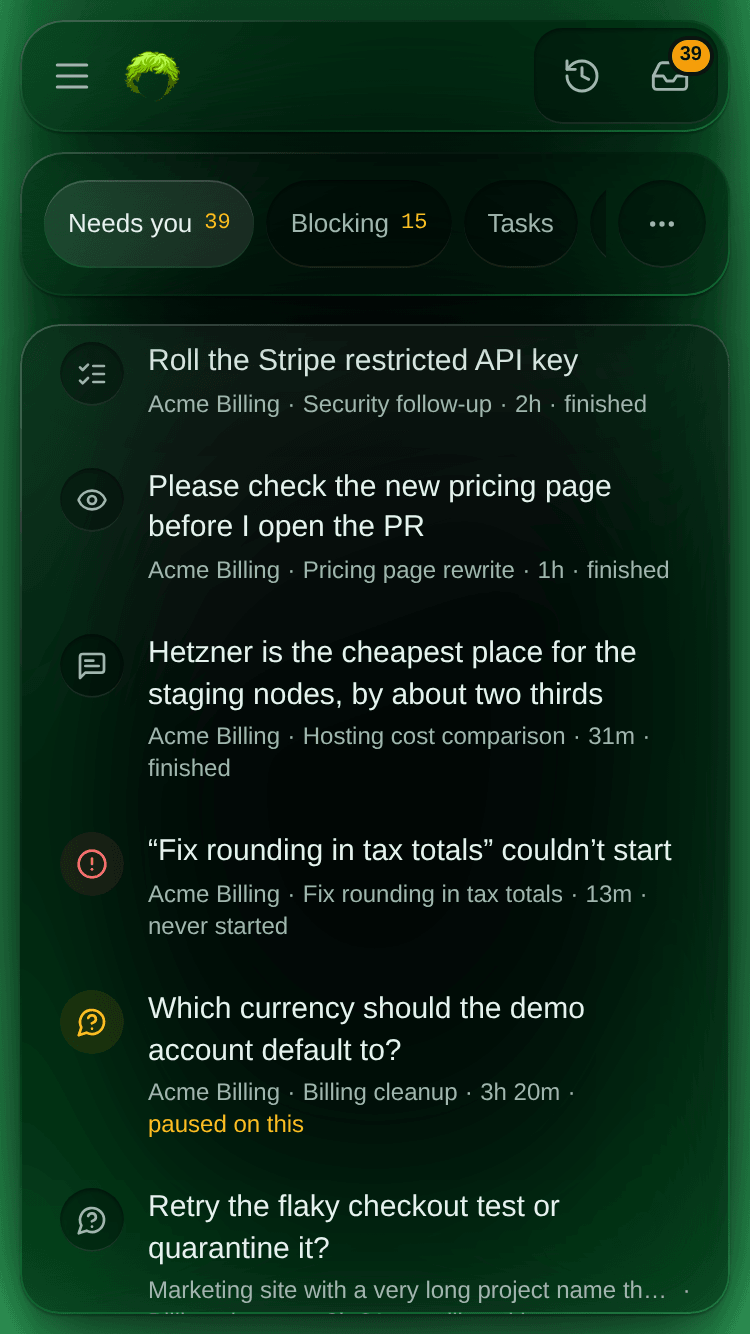 39
Needs you 39
Blocking 15
Tasks
Roll the Stripe restricted API key
Acme Billing · Security follow-up · 2h · finished
Please check the new pricing page
before I open the PR
Acme Billing · Pricing page rewrite · 1h · finished
Hetzner is the cheapest place for the
staging nodes, by about two thirds
Acme Billing · Hosting cost comparison · 31m ·
finished
“Fix rounding in tax totals” couldn’t start
Acme Billing · Fix rounding in tax totals · 13m ·
never started
Which currency should the demo
account default to?
Acme Billing · Billing cleanup · 3h 20m ·
paused on this
Retry the flaky checkout test or
quarantine it?
Marketing site with a very long project name th… ·